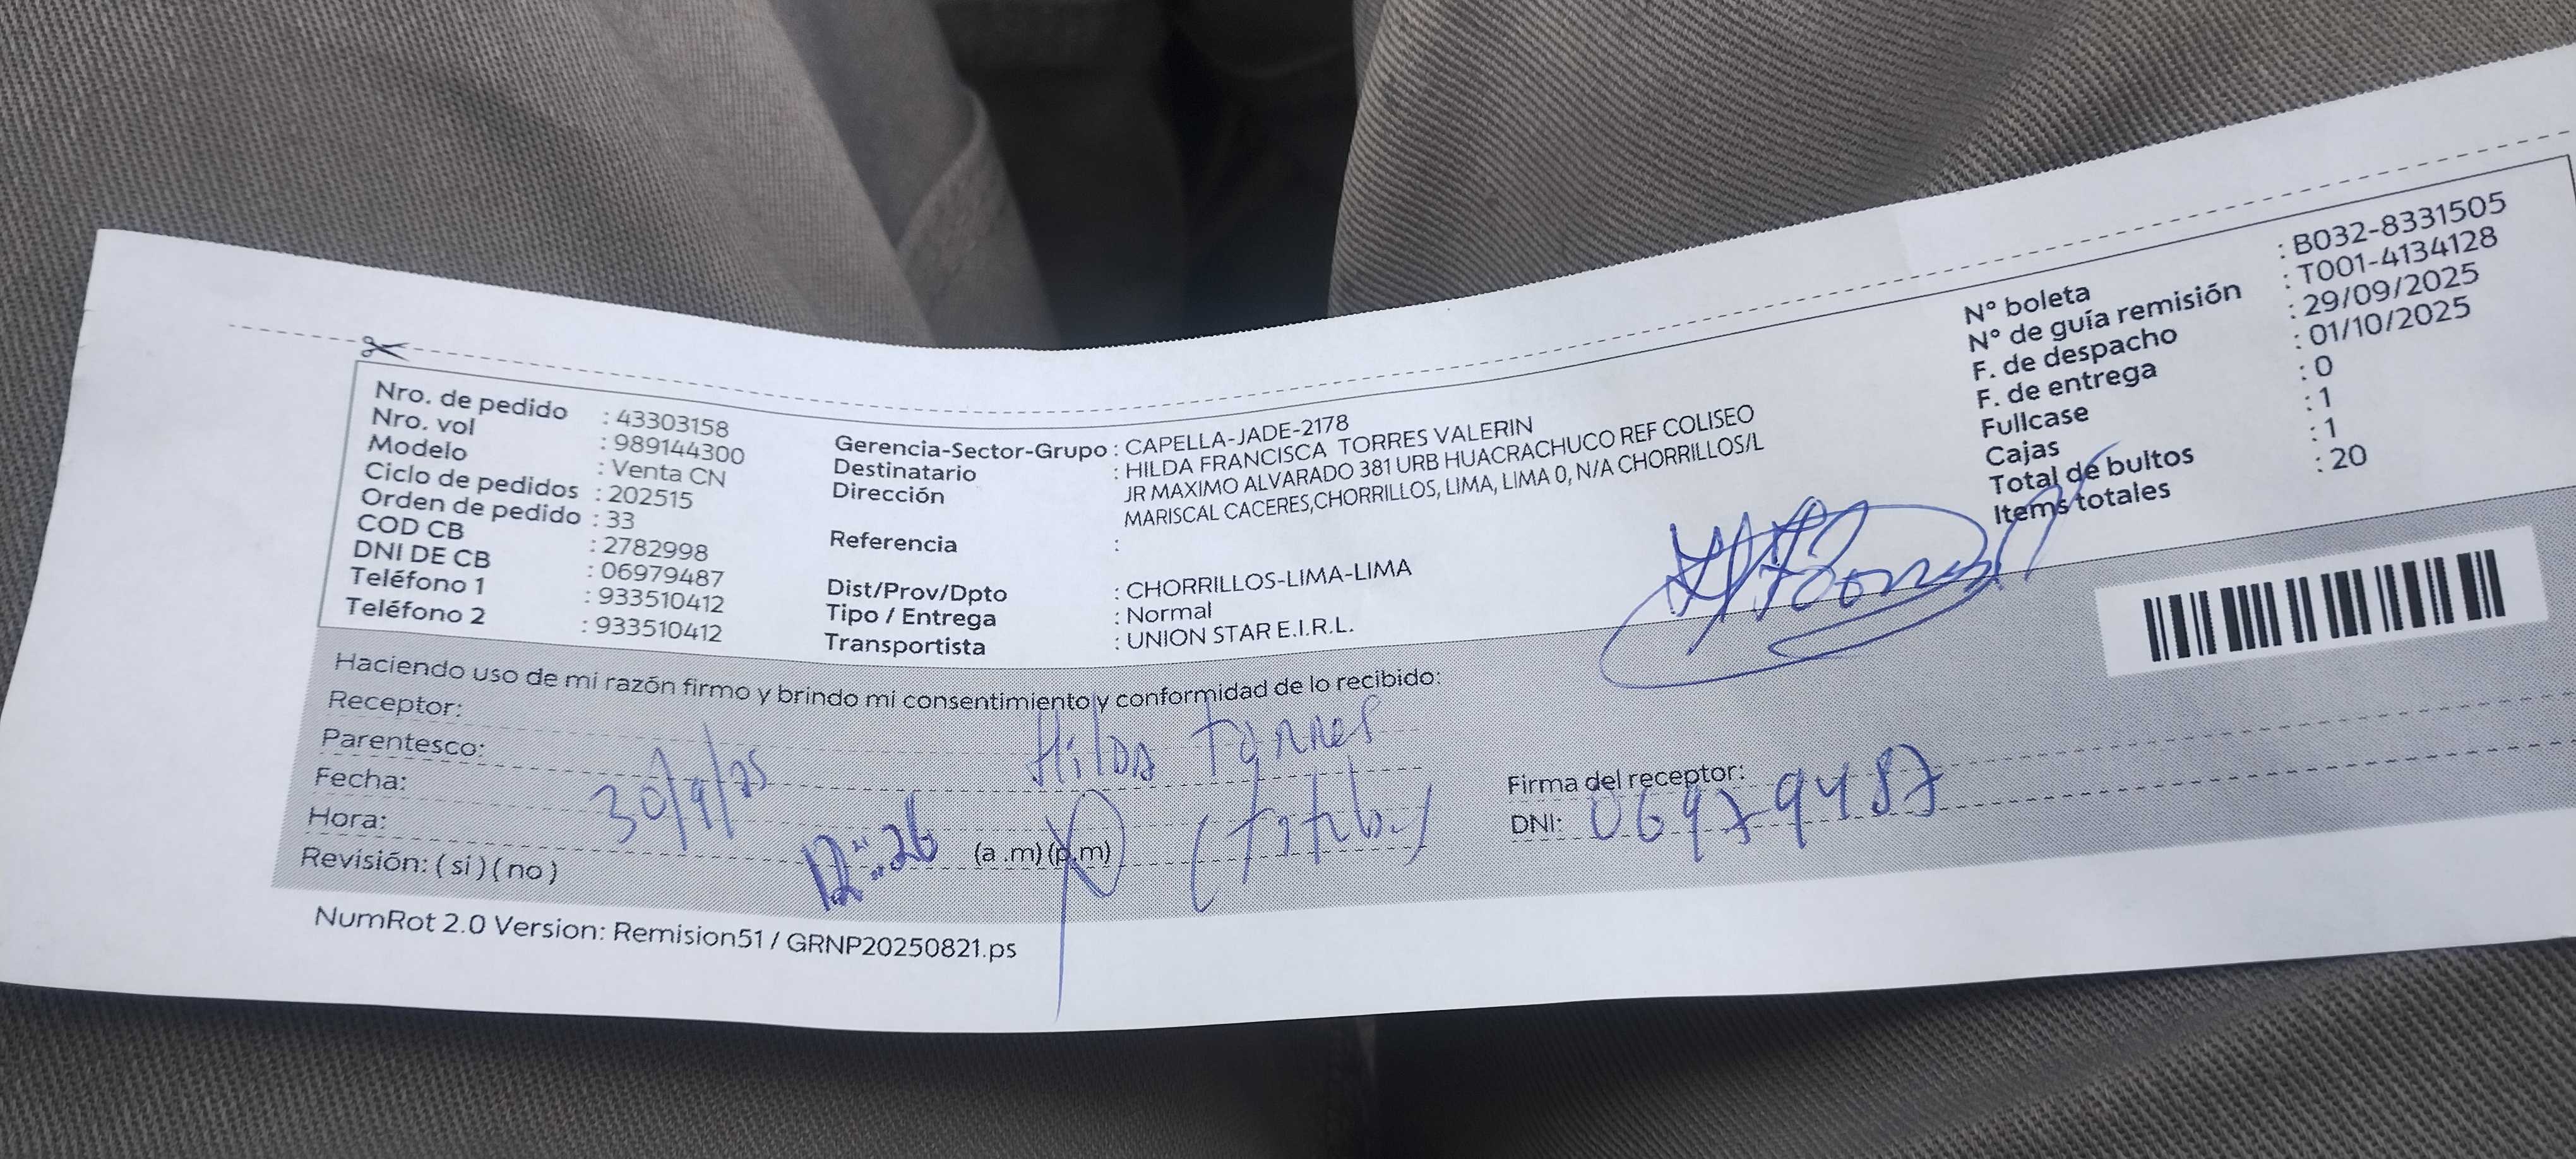 Nro. de pedido : 43303158
Nro. vol : 989144300
Modelo : Venta CN
Ciclo de pedidos : 202515
Orden de pedido : 33
COD CB : 2782998
DNI DE CB : 06979487
Teléfono 1 : 933510412
Teléfono 2 : 933510412
Gerencia-Sector-Grupo : CAPELLA-JADE-2178
Destinatario : HILDA FRANCISCA TORRES VALERIN
Dirección : JR MAXIMO ALVARADO 381 URB HUACRACHUCO REF COLISEO
MARISCAL CACERES,CHORRILLOS, LIMA, LIMA 0, N/A CHORRILLOS/L
Referencia :
Dist/Prov/Dpto : CHORRILLOS-LIMA-LIMA
Tipo / Entrega : Normal
Transportista : UNION STAR E.I.R.L.
N° boleta : B032-8331505
N° de guía remisión : T001-4134128
F. de despacho : 29/09/2025
F. de entrega : 01/10/2025
Fullcase : 0
Cajas : 1
Total de bultos : 1
Items totales : 20
Haciendo uso de mi razón firmo y brindo mi consentimiento y conformidad de lo recibido:
Receptor: Hilda Torres
Parentesco:
Fecha: 30/9/25
Hora: 12:26 (a .m) (p.m)
Revisión: ( si ) ( no )
Firma del receptor:
DNI: 06979487
NumRot 2.0 Version: Remision51 / GRNP20250821.ps